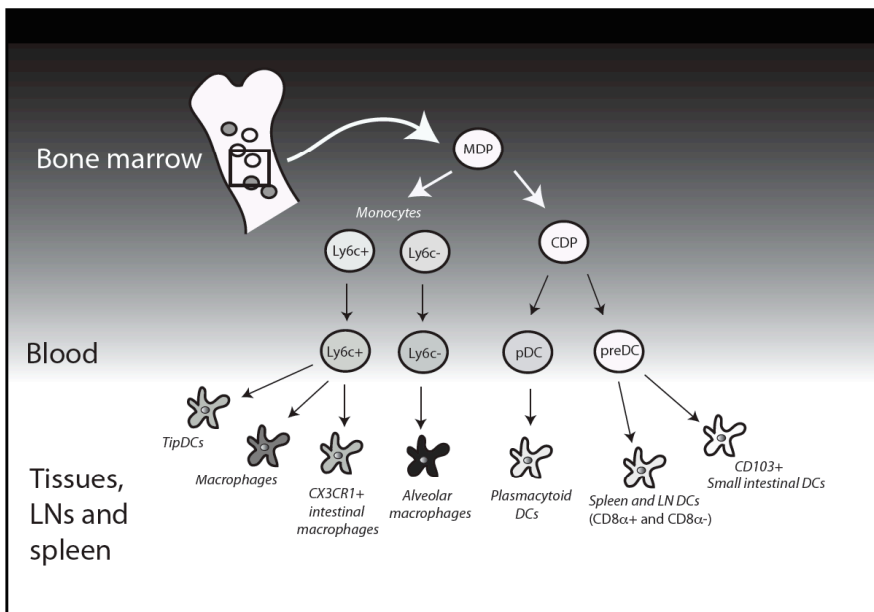 Bone marrow
MDP
Monocytes
Ly6c+
Ly6c-
CDP
Blood
Ly6c+
Ly6c-
pDC
preDC
TipDCs
Macrophages
CX3CR1+
intestinal
macrophages
Alveolar
macrophages
Plasmacytoid
DCs
Spleen and LN DCs
(CD8α+ and CD8α-)
CD103+
Small intestinal DCs
Tissues,
LNs and
spleen